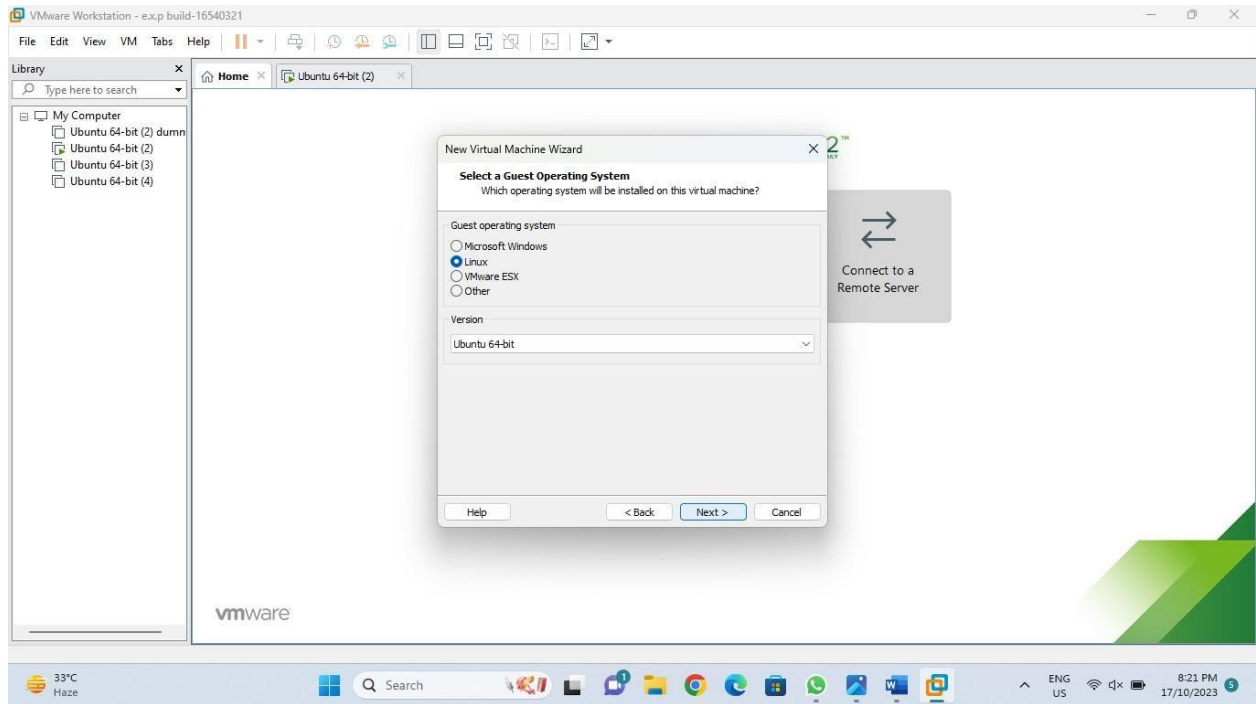 VMware Workstation - e.x.p build-16540321
File Edit View VM Tabs Help
Library
Type here to search
Home
Ubuntu 64-bit (2)
My Computer
Ubuntu 64-bit (2) dumm
Ubuntu 64-bit (2)
Ubuntu 64-bit (3)
Ubuntu 64-bit (4)
2™
New Virtual Machine Wizard
Select a Guest Operating System
Which operating system will be installed on this virtual machine?
Guest operating system
Microsoft Windows
Linux
VMware ESX
Other
Version
Ubuntu 64-bit
Help < Back Next > Cancel
Connect to a
Remote Server
vmware
33°C
Haze
Search
1
ENG
US
8:21 PM
17/10/2023
5